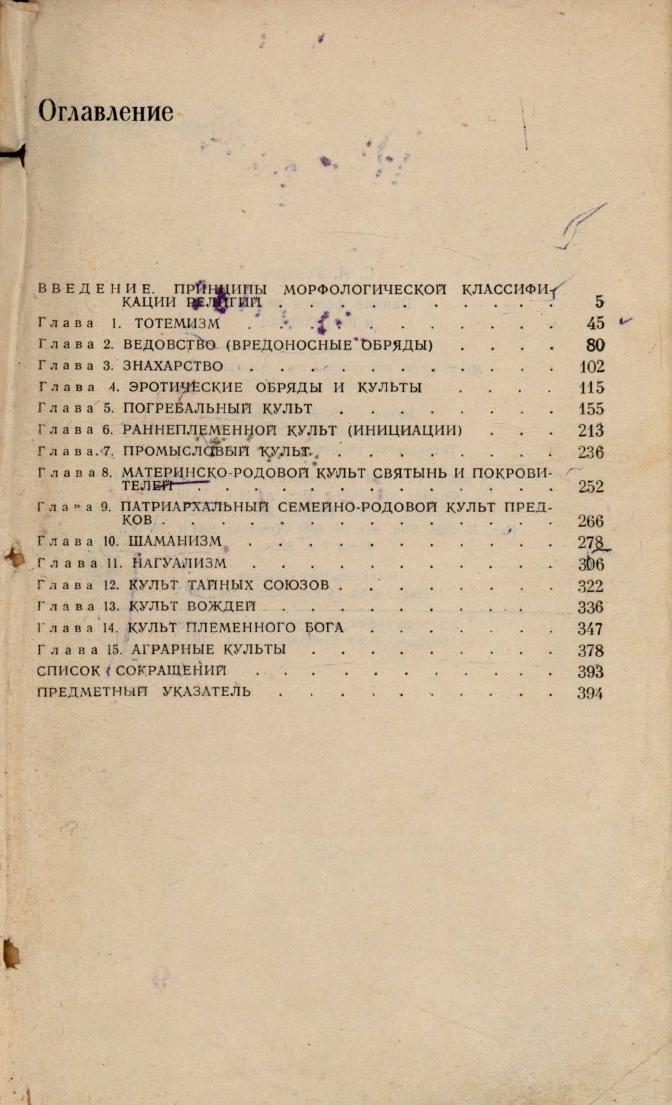 Оглавление
ВВЕДЕНИЕ. ПРИНЦИПЫ МОРФОЛОГИЧЕСКОЙ КЛАССИФИ-
КАЦИИ РЕЛИГИЙ . . . . . . . . . . 5
Глава 1. ТОТЕМИЗМ . . . . . . . . . . 45
Глава 2. ВЕДОВСТВО (ВРЕДОНОСНЫЕ ОБРЯДЫ) . . . . 80
Глава 3. ЗНАХАРСТВО . . . . . . . . . . 102
Глава 4. ЭРОТИЧЕСКИЕ ОБРЯДЫ И КУЛЬТЫ . . . . 115
Глава 5. ПОГРЕБАЛЬНЫЙ КУЛЬТ . . . . . . . 155
Глава 6. РАННЕПЛЕМЕННОЙ КУЛЬТ (ИНИЦИАЦИИ) . . . 213
Глава 7. ПРОМЫСЛОВЫЙ КУЛЬТ . . . . . . . . 236
Глава 8. МАТЕРИНСКО-РОДОВОЙ КУЛЬТ СВЯТЫНЬ И ПОКРОВИ-
ТЕЛЕЙ . . . . . . . . . . . . 252
Глава 9. ПАТРИАРХАЛЬНЫЙ СЕМЕЙНО-РОДОВОЙ КУЛЬТ ПРЕД-
КОВ . . . . . . . . . . . . . 266
Глава 10. ШАМАНИЗМ . . . . . . . . . . 278
Глава 11. НАГУАЛИЗМ . . . . . . . . . . 306
Глава 12. КУЛЬТ ТАЙНЫХ СОЮЗОВ . . . . . . . 322
Глава 13. КУЛЬТ ВОЖДЕЙ . . . . . . . . . 336
Глава 14. КУЛЬТ ПЛЕМЕННОГО БОГА . . . . . . 347
Глава 15. АГРАРНЫЕ КУЛЬТЫ . . . . . . . . 378
СПИСОК СОКРАЩЕНИЙ . . . . . . . . . . 393
ПРЕДМЕТНЫЙ УКАЗАТЕЛЬ . . . . . . . . . 394